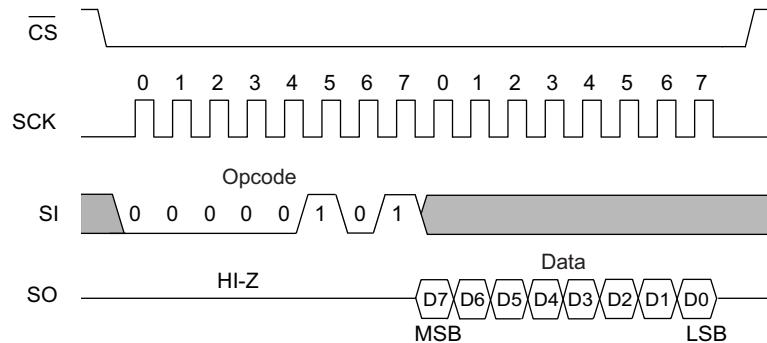 CS
0 1 2 3 4 5 6 7 0 1 2 3 4 5 6 7
SCK
Opcode
SI 0 0 0 0 0 1 0 1
Data
HI-Z
SO D7 D6 D5 D4 D3 D2 D1 D0
MSB LSB